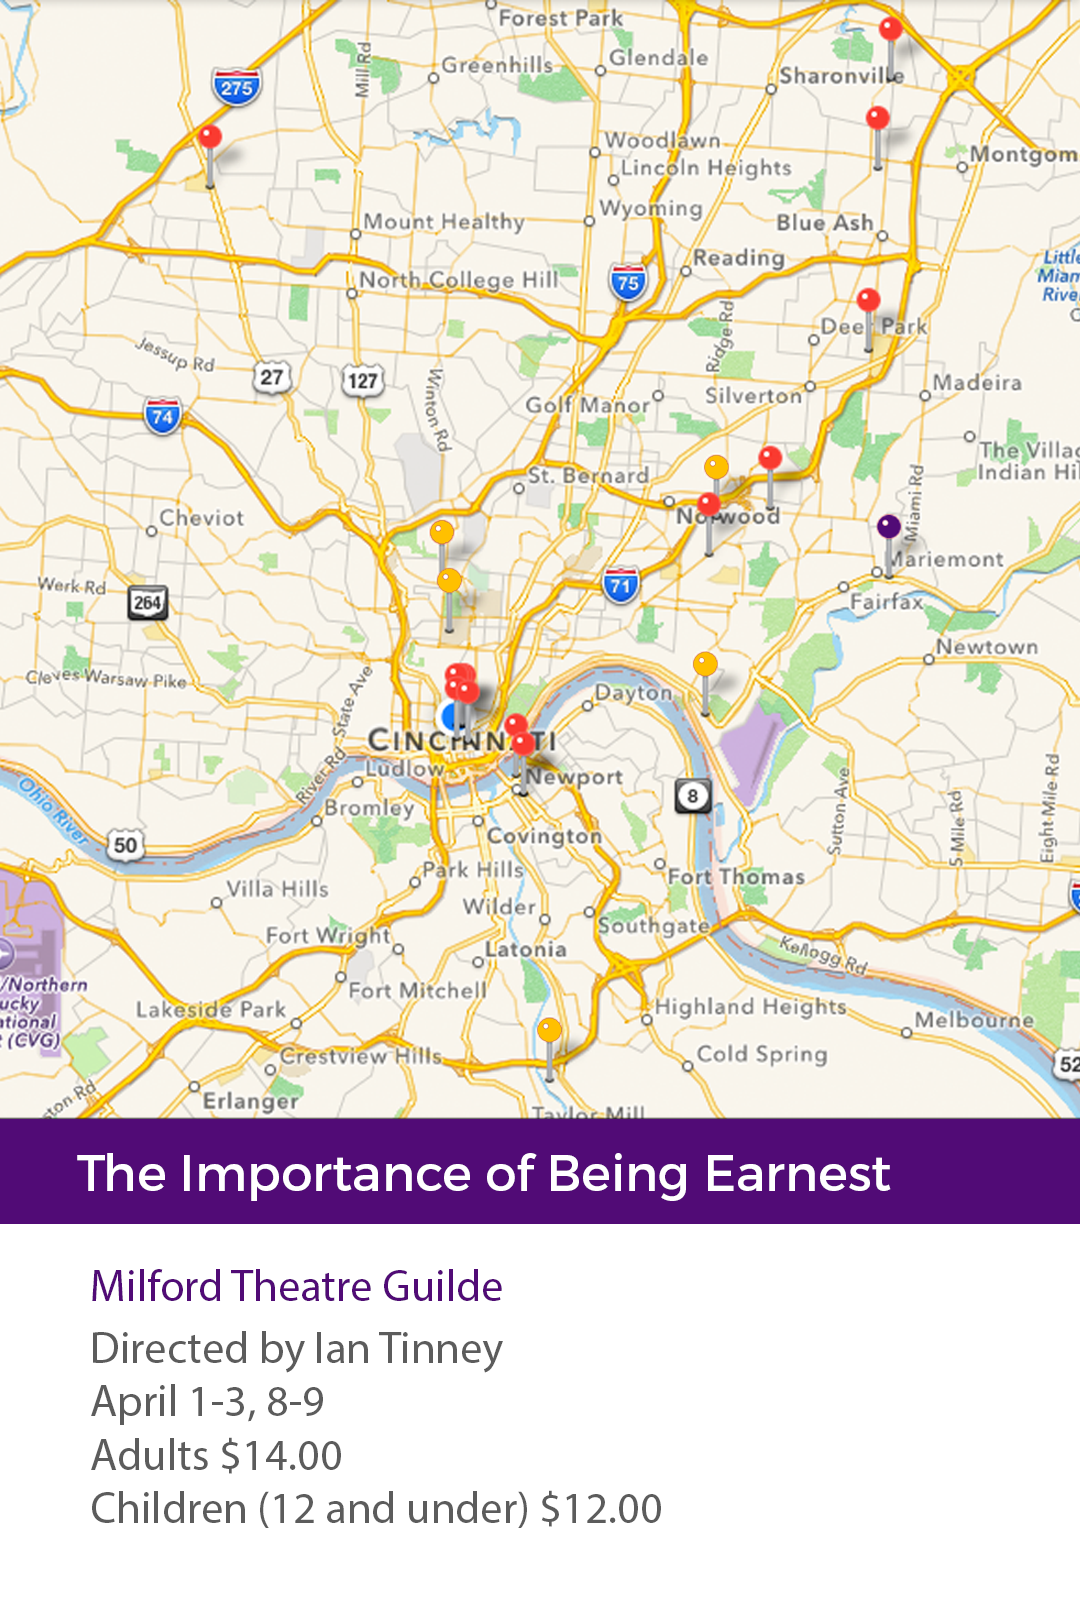 Forest Park
Greenhills
Glendale
Sharonville
275
Mill Rd
Woodlawn
Lincoln Heights
Montgom
Mount Healthy
Wyoming
Blue Ash
Reading
Little
Miam
River
North College Hill
75
Deer Park
Ridge Rd
Jessup Rd
27
127
Winton Rd
Golf Manor
Silverton
Madeira
74
The Villag
Indian Hil
St. Bernard
Norwood
Miami Rd
Cheviot
Mariemont
Werk Rd
264
71
Fairfax
Newtown
Cleves Warsaw Pike
State Ave
Dayton
CINCINNATI
River Rd
Ludlow
Newport
Ohio River
Bromley
8
Sutton Ave
5 Mile Rd
Eight Mile Rd
50
Covington
Park Hills
Fort Thomas
Villa Hills
Wilder
Southgate
Fort Wright
Latonia
Kellogg Rd
/Northern
ucky
ational
t (CVG)
Fort Mitchell
Lakeside Park
Highland Heights
Melbourne
Crestview Hills
Cold Spring
52
ston Rd
Erlanger
Taylor Mill
The Importance of Being Earnest
Milford Theatre Guilde
Directed by Ian Tinney
April 1-3, 8-9
Adults $14.00
Children (12 and under) $12.00